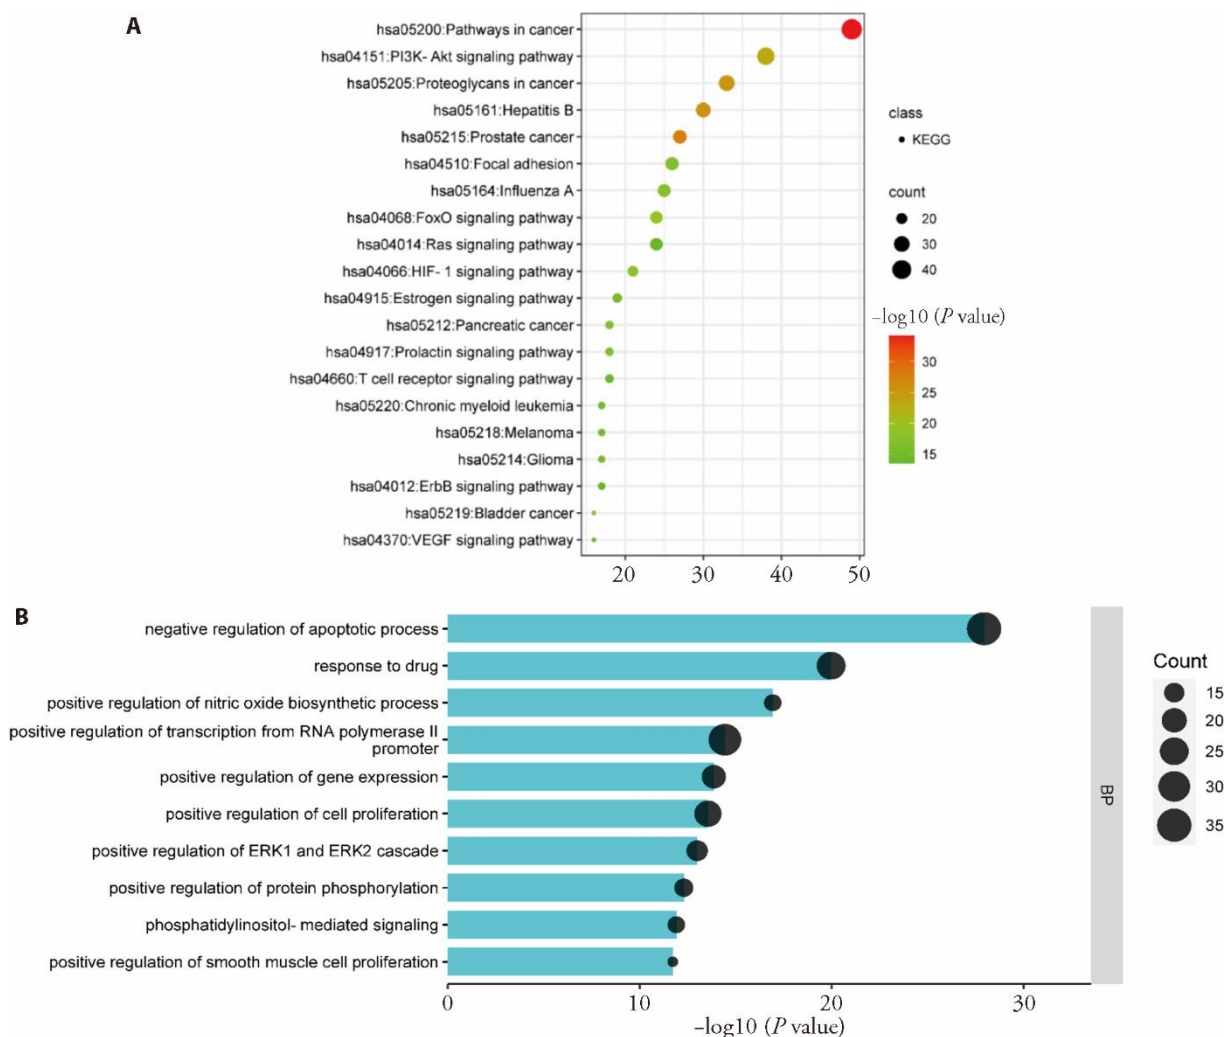 A
hsa05200:Pathways in cancer
hsa04151:PI3K- Akt signaling pathway
hsa05205:Proteoglycans in cancer
hsa05161:Hepatitis B
hsa05215:Prostate cancer
hsa04510:Focal adhesion
hsa05164:Influenza A
hsa04068:FoxO signaling pathway
hsa04014:Ras signaling pathway
hsa04066:HIF- 1 signaling pathway
hsa04915:Estrogen signaling pathway
hsa05212:Pancreatic cancer
hsa04917:Prolactin signaling pathway
hsa04660:T cell receptor signaling pathway
hsa05220:Chronic myeloid leukemia
hsa05218:Melanoma
hsa05214:Glioma
hsa04012:ErbB signaling pathway
hsa05219:Bladder cancer
hsa04370:VEGF signaling pathway
20 30 40 50
class
KEGG
count
20
30
40
−log10 (P value)
30
25
20
15
B
negative regulation of apoptotic process
response to drug
positive regulation of nitric oxide biosynthetic process
positive regulation of transcription from RNA polymerase II
promoter
positive regulation of gene expression
positive regulation of cell proliferation
positive regulation of ERK1 and ERK2 cascade
positive regulation of protein phosphorylation
phosphatidylinositol- mediated signaling
positive regulation of smooth muscle cell proliferation
0 10 20 30
−log10 (P value)
BP
Count
15
20
25
30
35